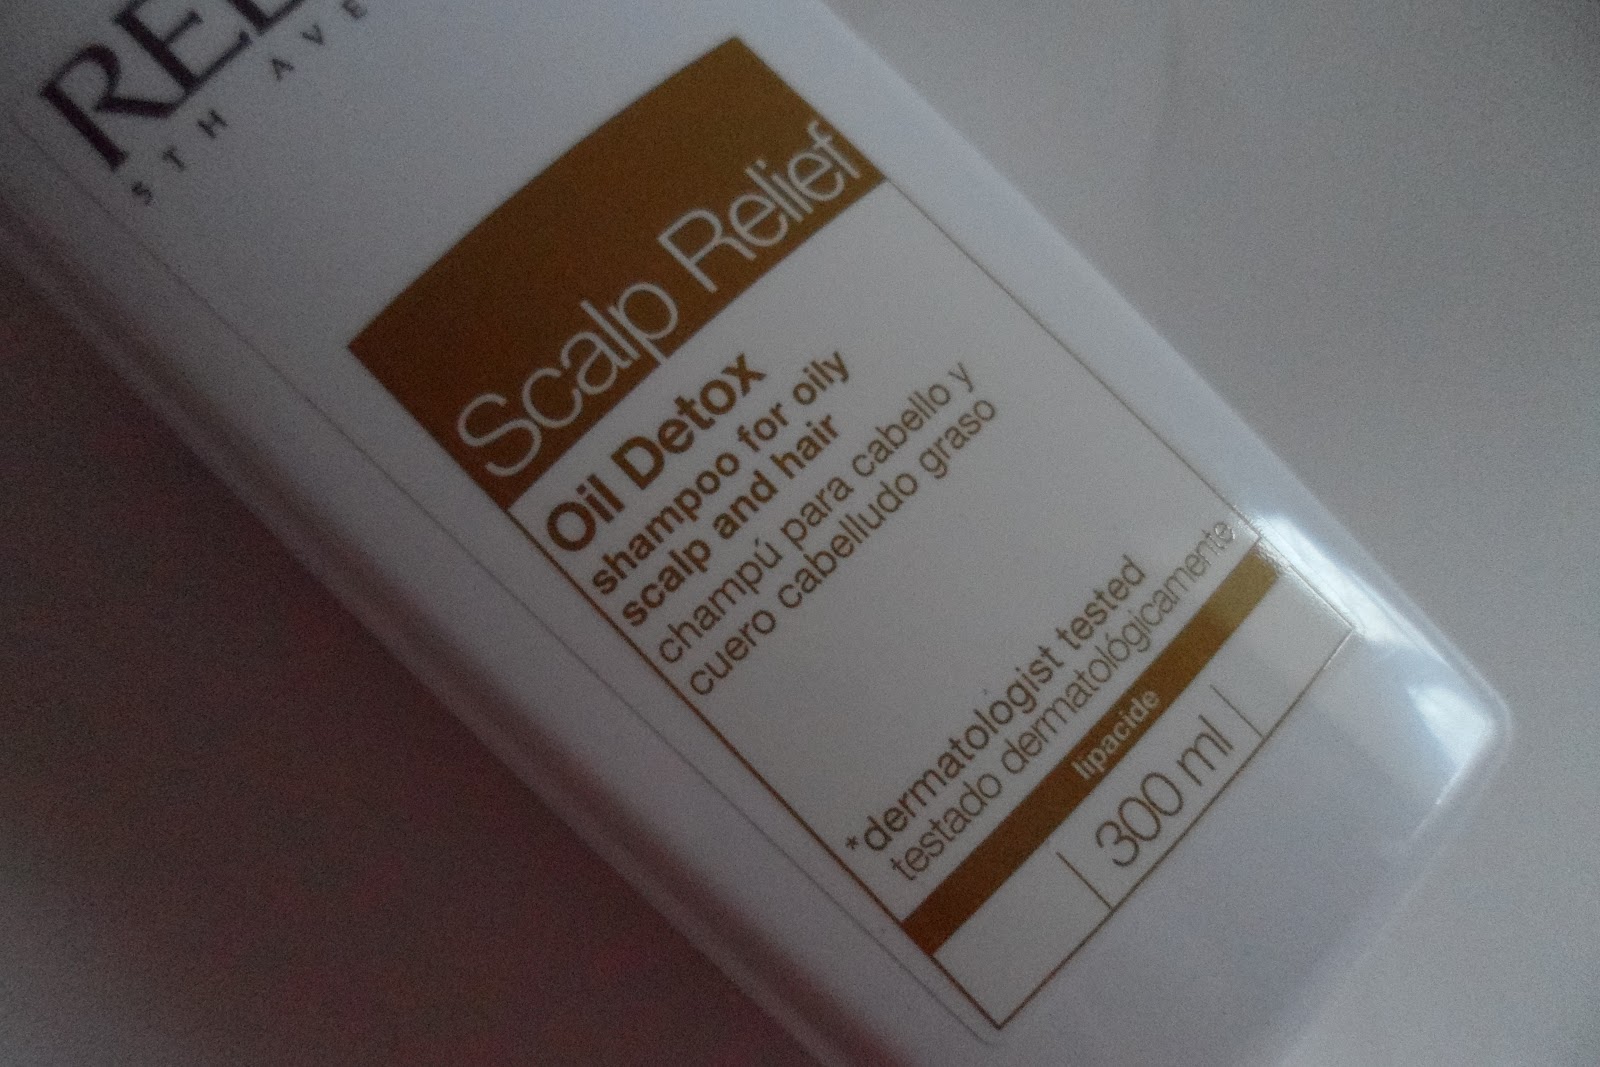 5TH AVE
Scalp Relief
Oil Detox
shampoo for oily
scalp and hair
champú para cabello y
cuero cabelludo graso
*dermatologist tested
testado dermatológicamente
lipacide
300 ml